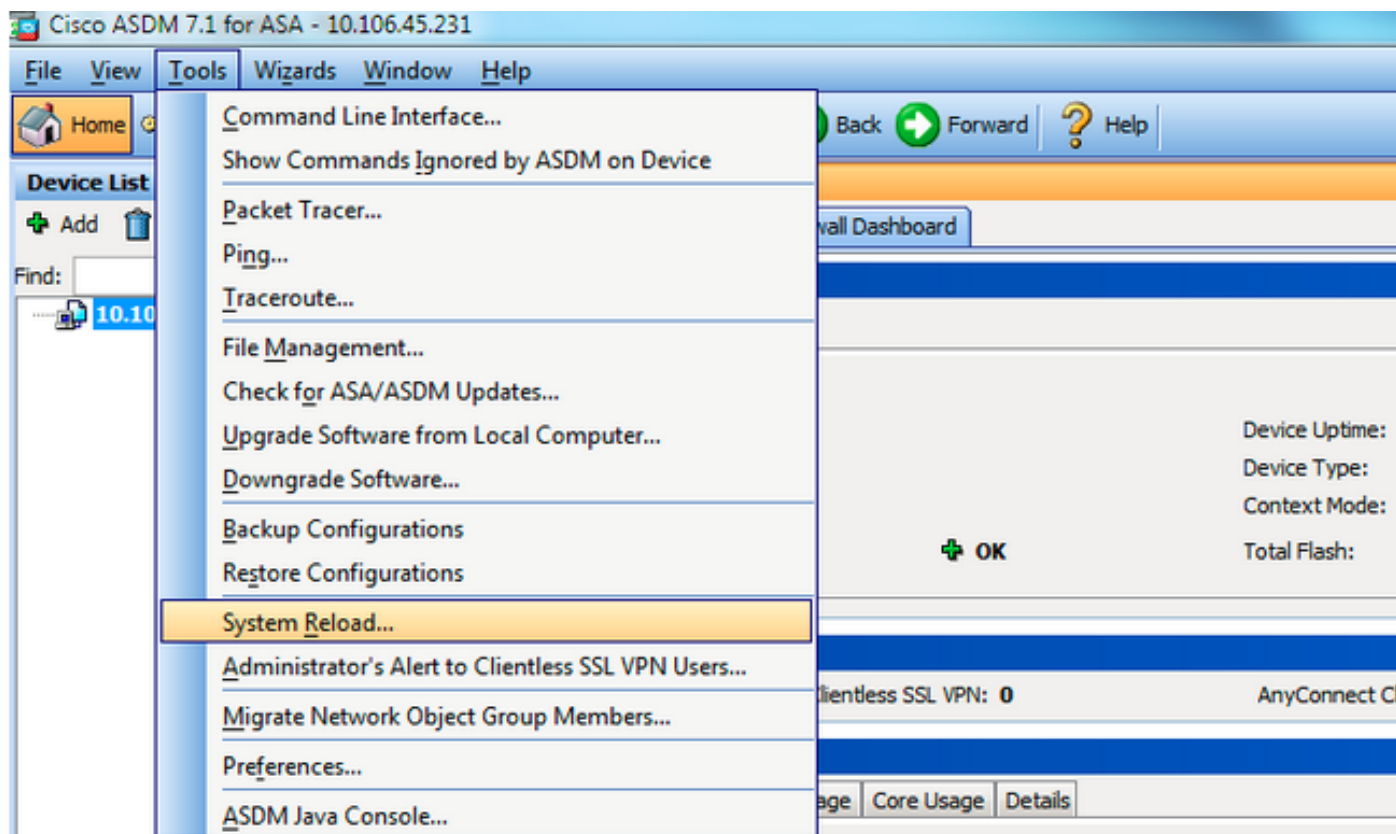 Cisco ASDM 7.1 for ASA - 10.106.45.231
File View Tools Wizards Window Help
Home
Back Forward Help
Device List
Add
Find:
10.10
Command Line Interface...
Show Commands Ignored by ASDM on Device
Packet Tracer...
Ping...
Traceroute...
File Management...
Check for ASA/ASDM Updates...
Upgrade Software from Local Computer...
Downgrade Software...
Backup Configurations
Restore Configurations
System Reload...
Administrator's Alert to Clientless SSL VPN Users...
Migrate Network Object Group Members...
Preferences...
ASDM Java Console...
wall Dashboard
Device Uptime:
Device Type:
Context Mode:
OK Total Flash:
Clientless SSL VPN: 0 AnyConnect Cl
age Core Usage Details